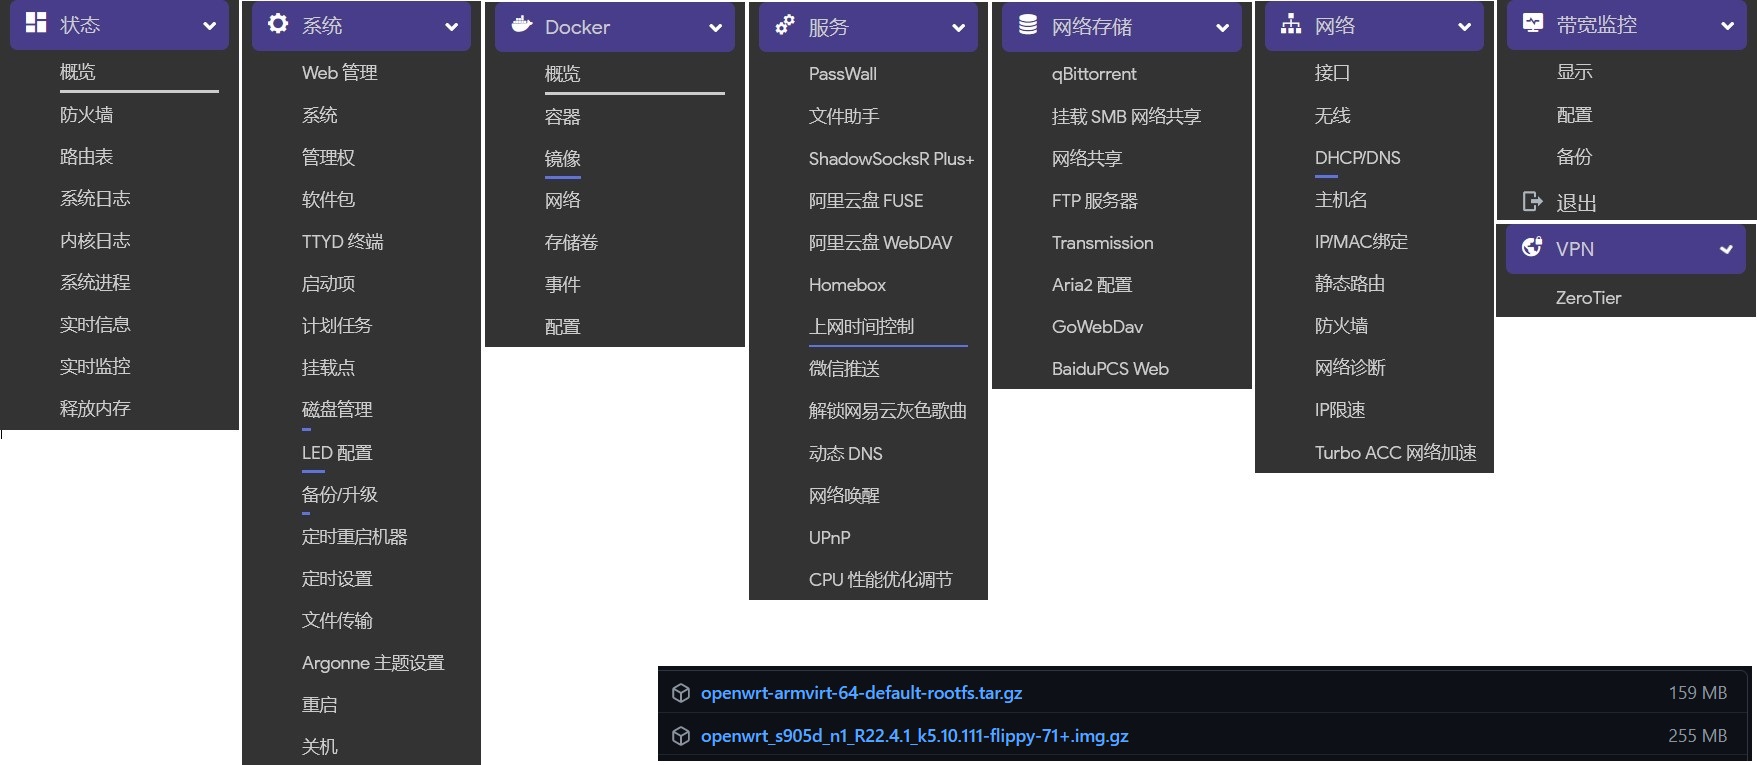 状态
概览
防火墙
路由表
系统日志
内核日志
系统进程
实时信息
实时监控
释放内存
系统
Web 管理
系统
管理权
软件包
TTYD 终端
启动项
计划任务
挂载点
磁盘管理
LED 配置
备份/升级
定时重启机器
定时设置
文件传输
Argonne 主题设置
重启
关机
Docker
概览
容器
镜像
网络
存储卷
事件
配置
服务
PassWall
文件助手
ShadowSocksR Plus+
阿里云盘 FUSE
阿里云盘 WebDAV
Homebox
上网时间控制
微信推送
解锁网易云灰色歌曲
动态 DNS
网络唤醒
UPnP
CPU 性能优化调节
网络存储
qBittorrent
挂载 SMB 网络共享
网络共享
FTP 服务器
Transmission
Aria2 配置
GoWebDav
BaiduPCS Web
网络
接口
无线
DHCP/DNS
主机名
IP/MAC绑定
静态路由
防火墙
网络诊断
IP限速
Turbo ACC 网络加速
带宽监控
显示
配置
备份
退出
VPN
ZeroTier
openwrt-armvirt-64-default-rootfs.tar.gz 159 MB
openwrt_s905d_n1_R22.4.1_k5.10.111-flippy-71+.img.gz 255 MB